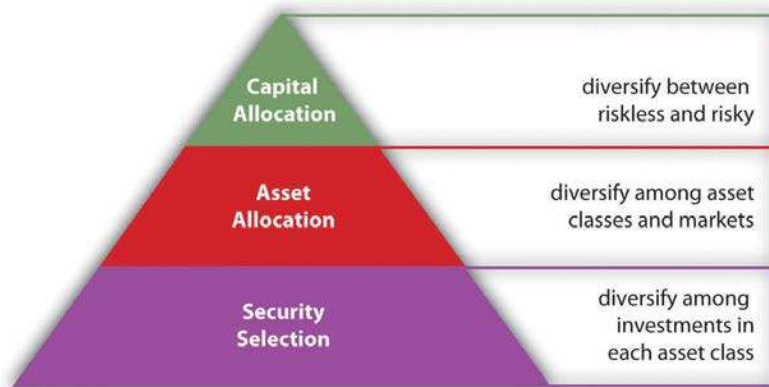 Capital
Allocation
diversify between
riskless and risky
Asset
Allocation
diversify among asset
classes and markets
Security
Selection
diversify among
investments in
each asset class